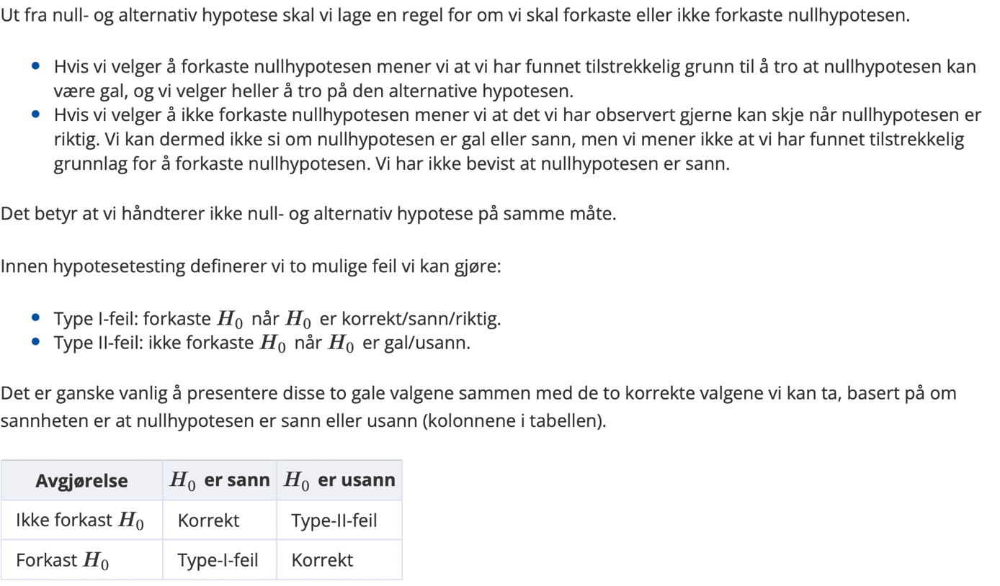 Ut fra null- og alternativ hypotese skal vi lage en regel for om vi skal forkaste eller ikke forkaste nullhypotesen.
• Hvis vi velger å forkaste nullhypotesen mener vi at vi har funnet tilstrekkelig grunn til å tro at nullhypotesen kan
være gal, og vi velger heller å tro på den alternative hypotesen.
• Hvis vi velger å ikke forkaste nullhypotesen mener vi at det vi har observert gjerne kan skje når nullhypotesen er
riktig. Vi kan dermed ikke si om nullhypotesen er gal eller sann, men vi mener ikke at vi har funnet tilstrekkelig
grunnlag for å forkaste nullhypotesen. Vi har ikke bevist at nullhypotesen er sann.
Det betyr at vi håndterer ikke null- og alternativ hypotese på samme måte.
Innen hypotesetesting definerer vi to mulige feil vi kan gjøre:
• Type I-feil: forkaste H₀ når H₀ er korrekt/sann/riktig.
• Type II-feil: ikke forkaste H₀ når H₀ er gal/usann.
Det er ganske vanlig å presentere disse to gale valgene sammen med de to korrekte valgene vi kan ta, basert på om
sannheten er at nullhypotesen er sann eller usann (kolonnene i tabellen).
Avgjørelse H₀ er sann H₀ er usann
Ikke forkast H₀ Korrekt Type-II-feil
Forkast H₀ Type-I-feil Korrekt